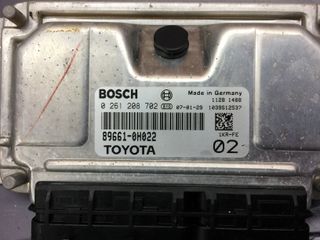 BOSCH Made in Germany
1128 1488
0 261 208 702 07-01-29 1039S12537
89661-0H022 1KR-FE
TOYOTA 02